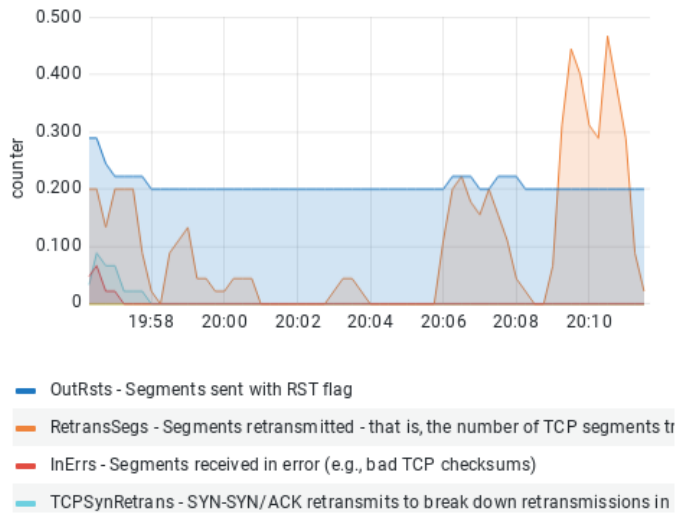 0.500
0.400
0.300
0.200
0.100
0
counter
19:58 20:00 20:02 20:04 20:06 20:08 20:10
OutRsts - Segments sent with RST flag
RetransSegs - Segments retransmitted - that is, the number of TCP segments
InErrs - Segments received in error (e.g., bad TCP checksums)
TCPSynRetrans - SYN-SYN/ACK retransmits to break down retransmissions in